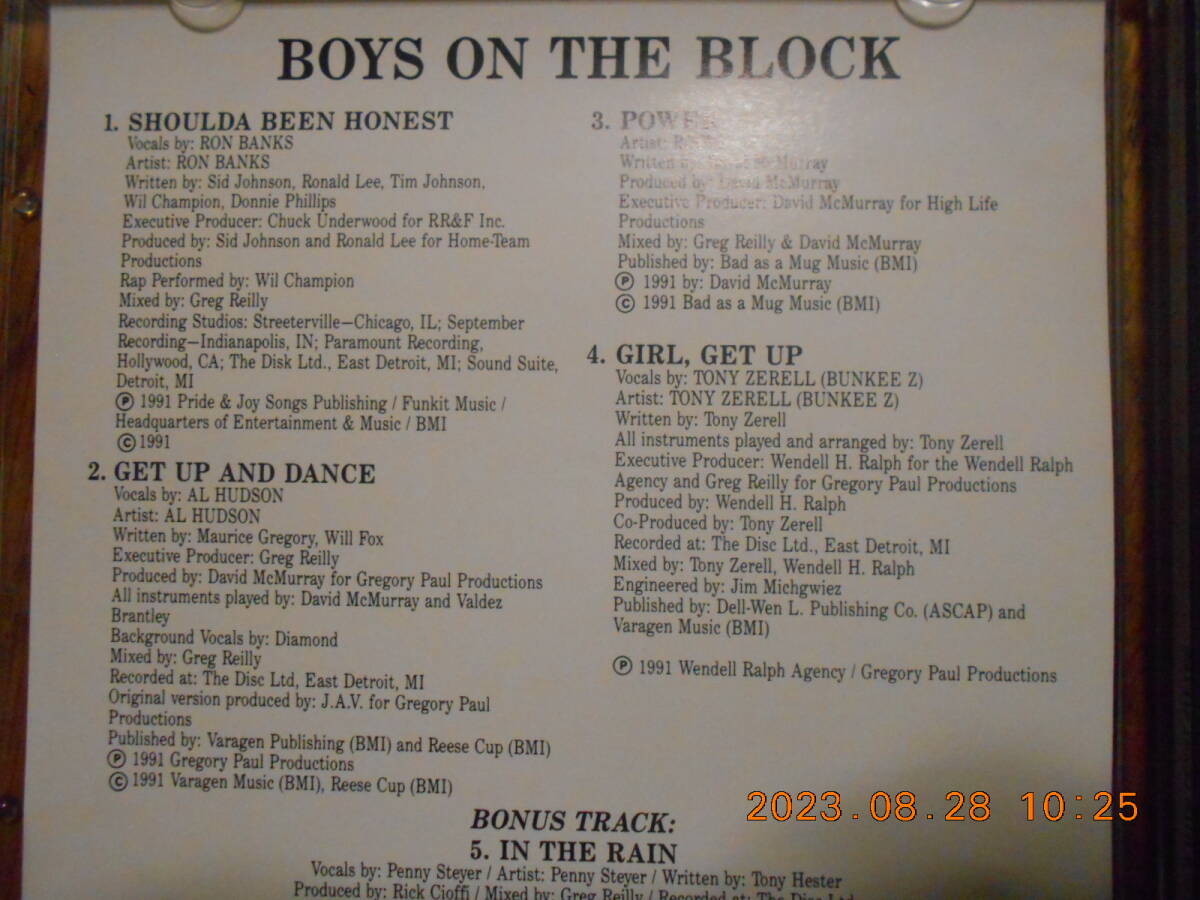 BOYS ON THE BLOCK
1. SHOULDA BEEN HONEST
Vocals by: RON BANKS
Artist: RON BANKS
Written by: Sid Johnson, Ronald Lee, Tim Johnson,
Wil Champion, Donnie Phillips
Executive Producer: Chuck Underwood for RR&F Inc.
Produced by: Sid Johnson and Ronald Lee for Home-Team
Productions
Rap Performed by: Wil Champion
Mixed by: Greg Reilly
Recording Studios: Streeterville—Chicago, IL; September
Recording—Indianapolis, IN; Paramount Recording,
Hollywood, CA; The Disk Ltd., East Detroit, MI; Sound Suite,
Detroit, MI
Ⓟ 1991 Pride & Joy Songs Publishing / Funkit Music /
Headquarters of Entertainment & Music / BMI
© 1991
2. GET UP AND DANCE
Vocals by: AL HUDSON
Artist: AL HUDSON
Written by: Maurice Gregory, Will Fox
Executive Producer: Greg Reilly
Produced by: David McMurray for Gregory Paul Productions
All instruments played by: David McMurray and Valdez
Brantley
Background Vocals by: Diamond
Mixed by: Greg Reilly
Recorded at: The Disc Ltd, East Detroit, MI
Original version produced by: J.A.V. for Gregory Paul
Productions
Published by: Varagen Publishing (BMI) and Reese Cup (BMI)
Ⓟ 1991 Gregory Paul Productions
© 1991 Varagen Music (BMI), Reese Cup (BMI)
3. POWER
Artist:
Written by: McMurray
Produced by: David McMurray
Executive Producer: David McMurray for High Life
Productions
Mixed by: Greg Reilly & David McMurray
Published by: Bad as a Mug Music (BMI)
Ⓟ 1991 by: David McMurray
© 1991 Bad as a Mug Music (BMI)
4. GIRL, GET UP
Vocals by: TONY ZERELL (BUNKEE Z)
Artist: TONY ZERELL (BUNKEE Z)
Written by: Tony Zerell
All instruments played and arranged by: Tony Zerell
Executive Producer: Wendell H. Ralph for the Wendell Ralph
Agency and Greg Reilly for Gregory Paul Productions
Produced by: Wendell H. Ralph
Co-Produced by: Tony Zerell
Recorded at: The Disc Ltd., East Detroit, MI
Mixed by: Tony Zerell, Wendell H. Ralph
Engineered by: Jim Michgwiez
Published by: Dell-Wen L. Publishing Co. (ASCAP) and
Varagen Music (BMI)
Ⓟ 1991 Wendell Ralph Agency / Gregory Paul Productions
BONUS TRACK:
5. IN THE RAIN
Vocals by: Penny Steyer / Artist: Penny Steyer / Written by: Tony Hester
Produced by: Rick Cioffi / Mixed by: Greg Reilly / Recorded at: The Disc Ltd
2023.08.28 10:25